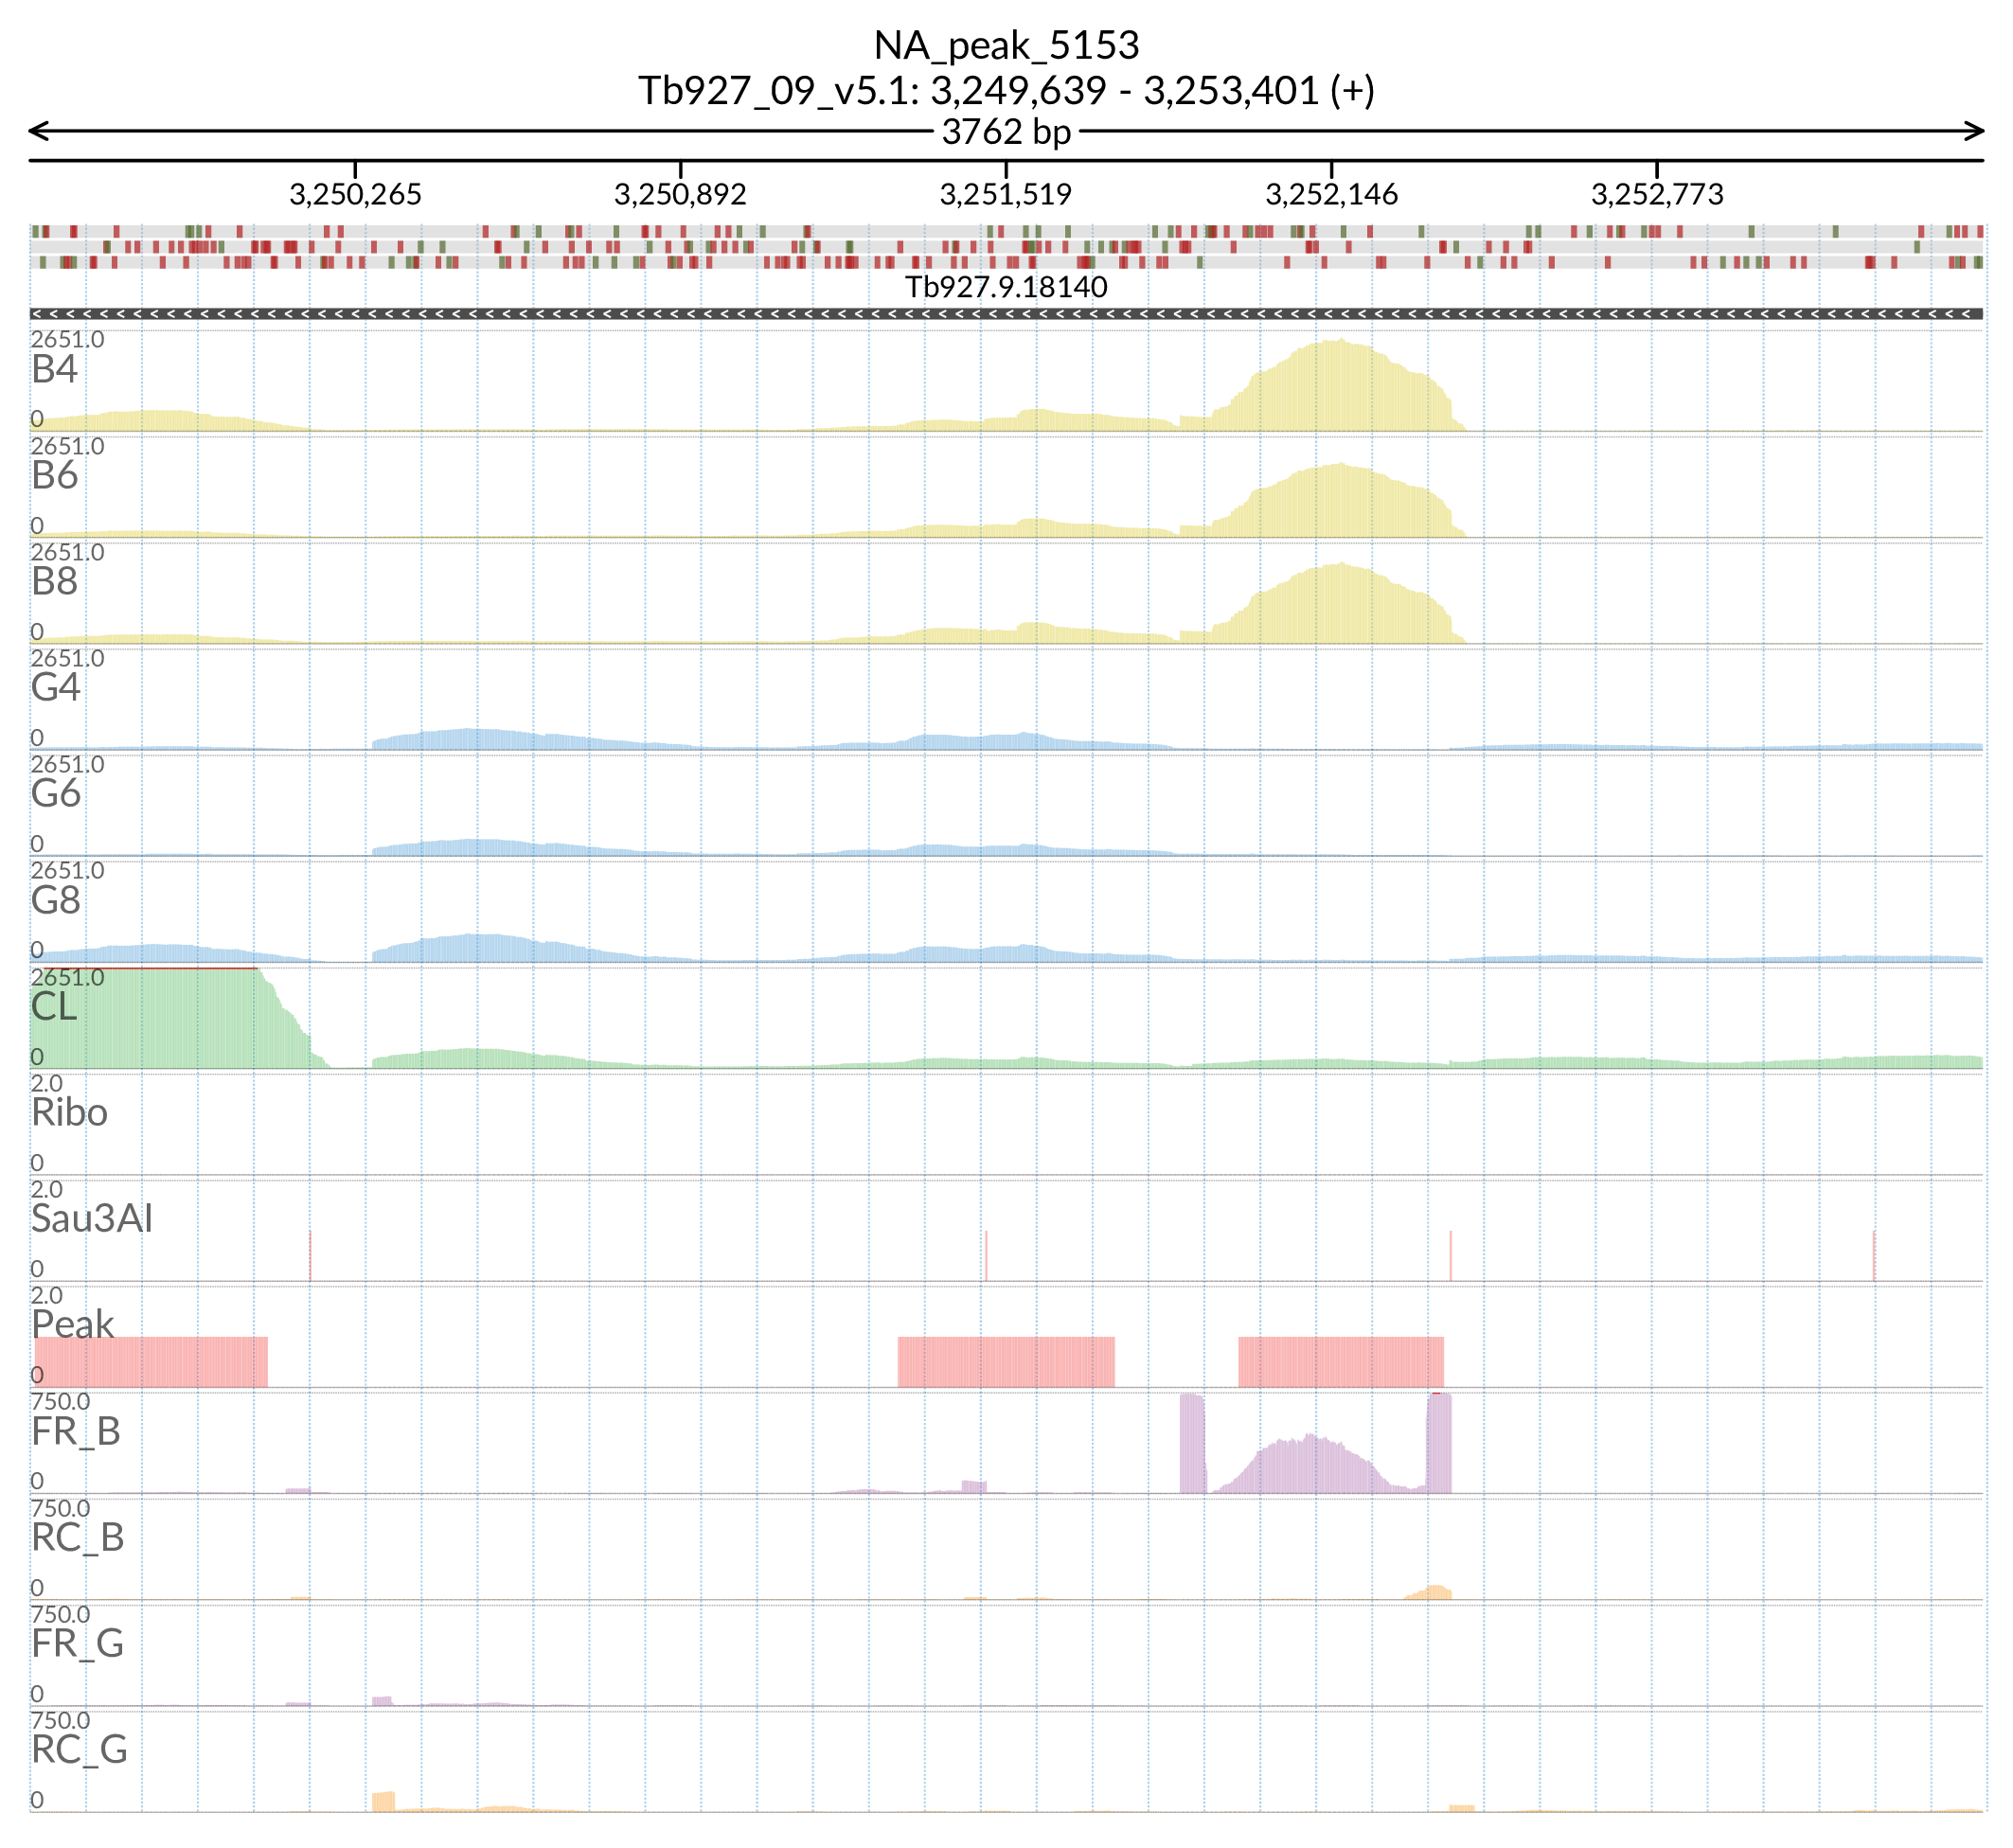 NA_peak_5153
Tb927_09_v5.1: 3,249,639 - 3,253,401 (+)
3762 bp
3,250,265 3,250,892 3,251,519 3,252,146 3,252,773
Tb927.9.18140
2651.0
B4
0
2651.0
B6
0
2651.0
B8
0
2651.0
G4
0
2651.0
G6
0
2651.0
G8
0
2651.0
CL
0
2.0
Ribo
0
2.0
Sau3AI
0
2.0
Peak
0
750.0
FR_B
0
750.0
RC_B
0
750.0
FR_G
0
750.0
RC_G
0